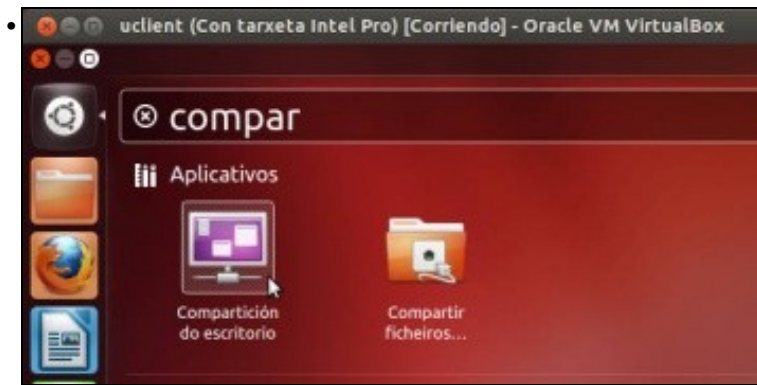 uclient (Con tarxeta Intel Pro) [Corriendo] - Oracle VM VirtualBox
compar
Aplicativos
Compartición
do escritorio
Compartir
ficheiros...